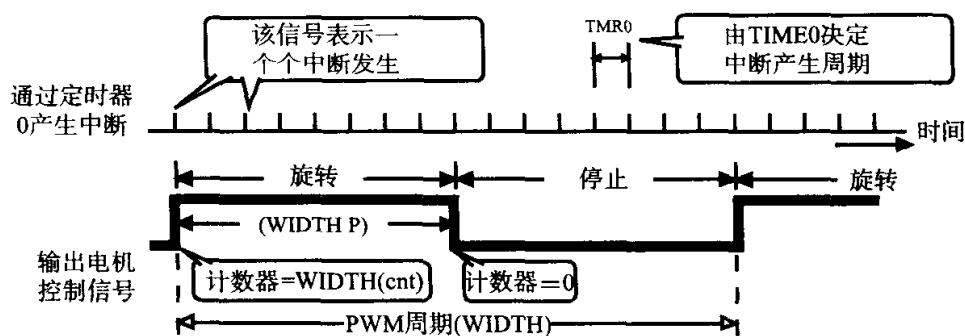 该信号表示一
个个中断发生
TMR0
由TIME0决定
中断产生周期
通过定时器
0产生中断
时间
旋转
停止
旋转
(WIDTH P)
输出电机
控制信号
计数器=WIDTH(cnt)
计数器=0
PWM周期(WIDTH)